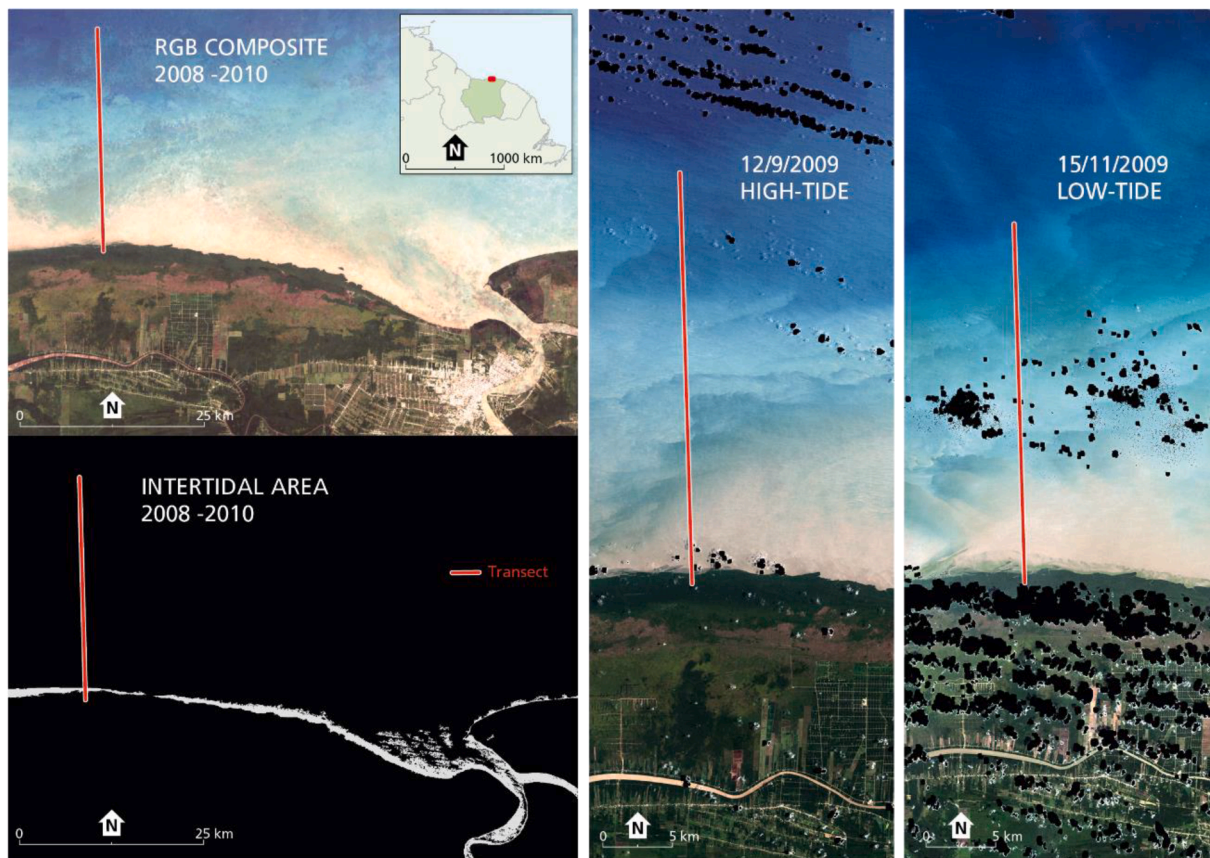 RGB COMPOSITE
2008 -2010
N
0 1000 km
N
0 25 km
INTERTIDAL AREA
2008 -2010
Transect
N
0 25 km
12/9/2009
HIGH-TIDE
N
0 5 km
15/11/2009
LOW-TIDE
N
0 5 km